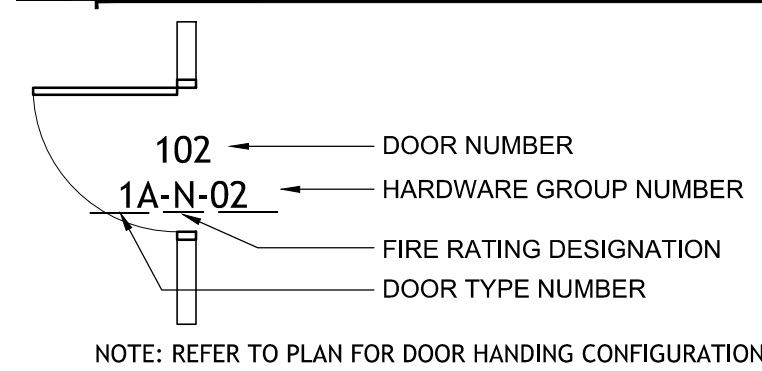 102
DOOR NUMBER
1A-N-02
HARDWARE GROUP NUMBER
FIRE RATING DESIGNATION
DOOR TYPE NUMBER
NOTE: REFER TO PLAN FOR DOOR HANDING CONFIGURATION